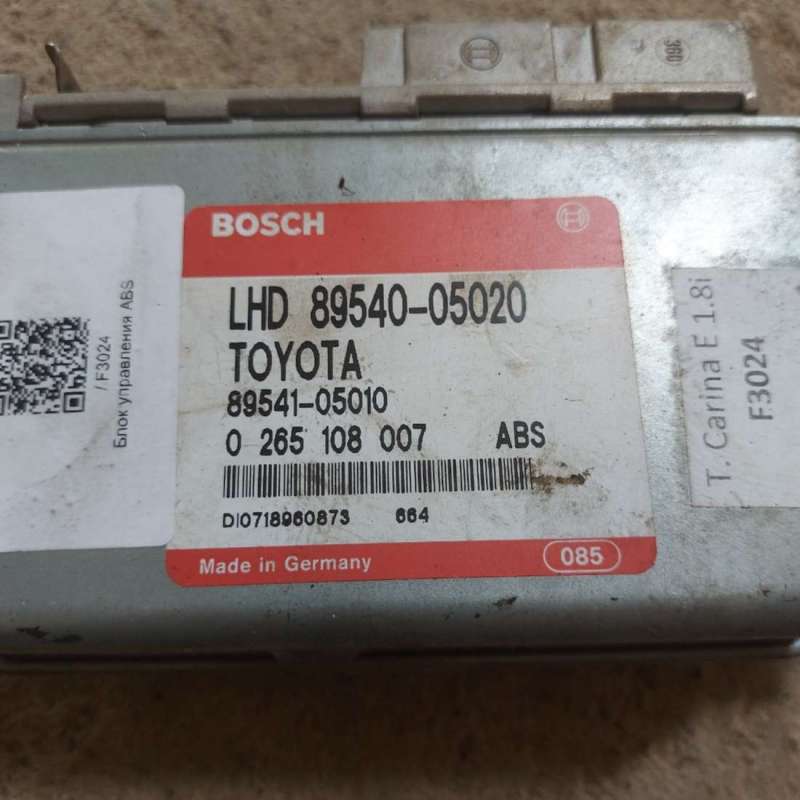 360
BOSCH
LHD 89540-05020
TOYOTA
89541-05010
0 265 108 007 ABS
DI0718960873 664
Made in Germany 085
Блок управления ABS
/ F3024
T. Carina E 1.8i
F3024